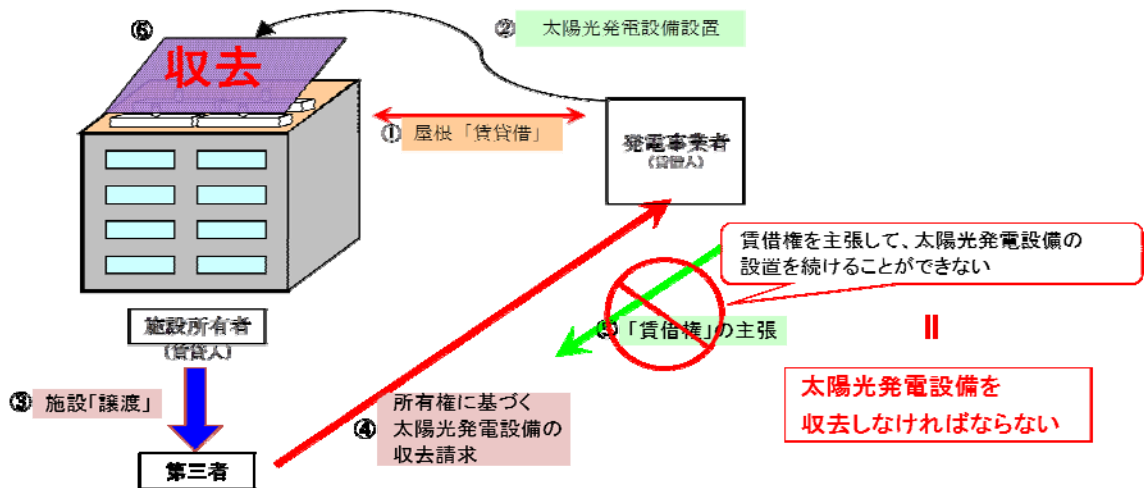 ⑥
収去
② 太陽光発電設備設置
① 屋根「賃貸借」
発電事業者
(賃借人)
賃借権を主張して、太陽光発電設備の
設置を続けることができない
施設所有者
(賃貸人)
⑤「賃借権」の主張
||
③ 施設「譲渡」
④ 所有権に基づく
太陽光発電設備の
収去請求
太陽光発電設備を
収去しなければならない
第三者